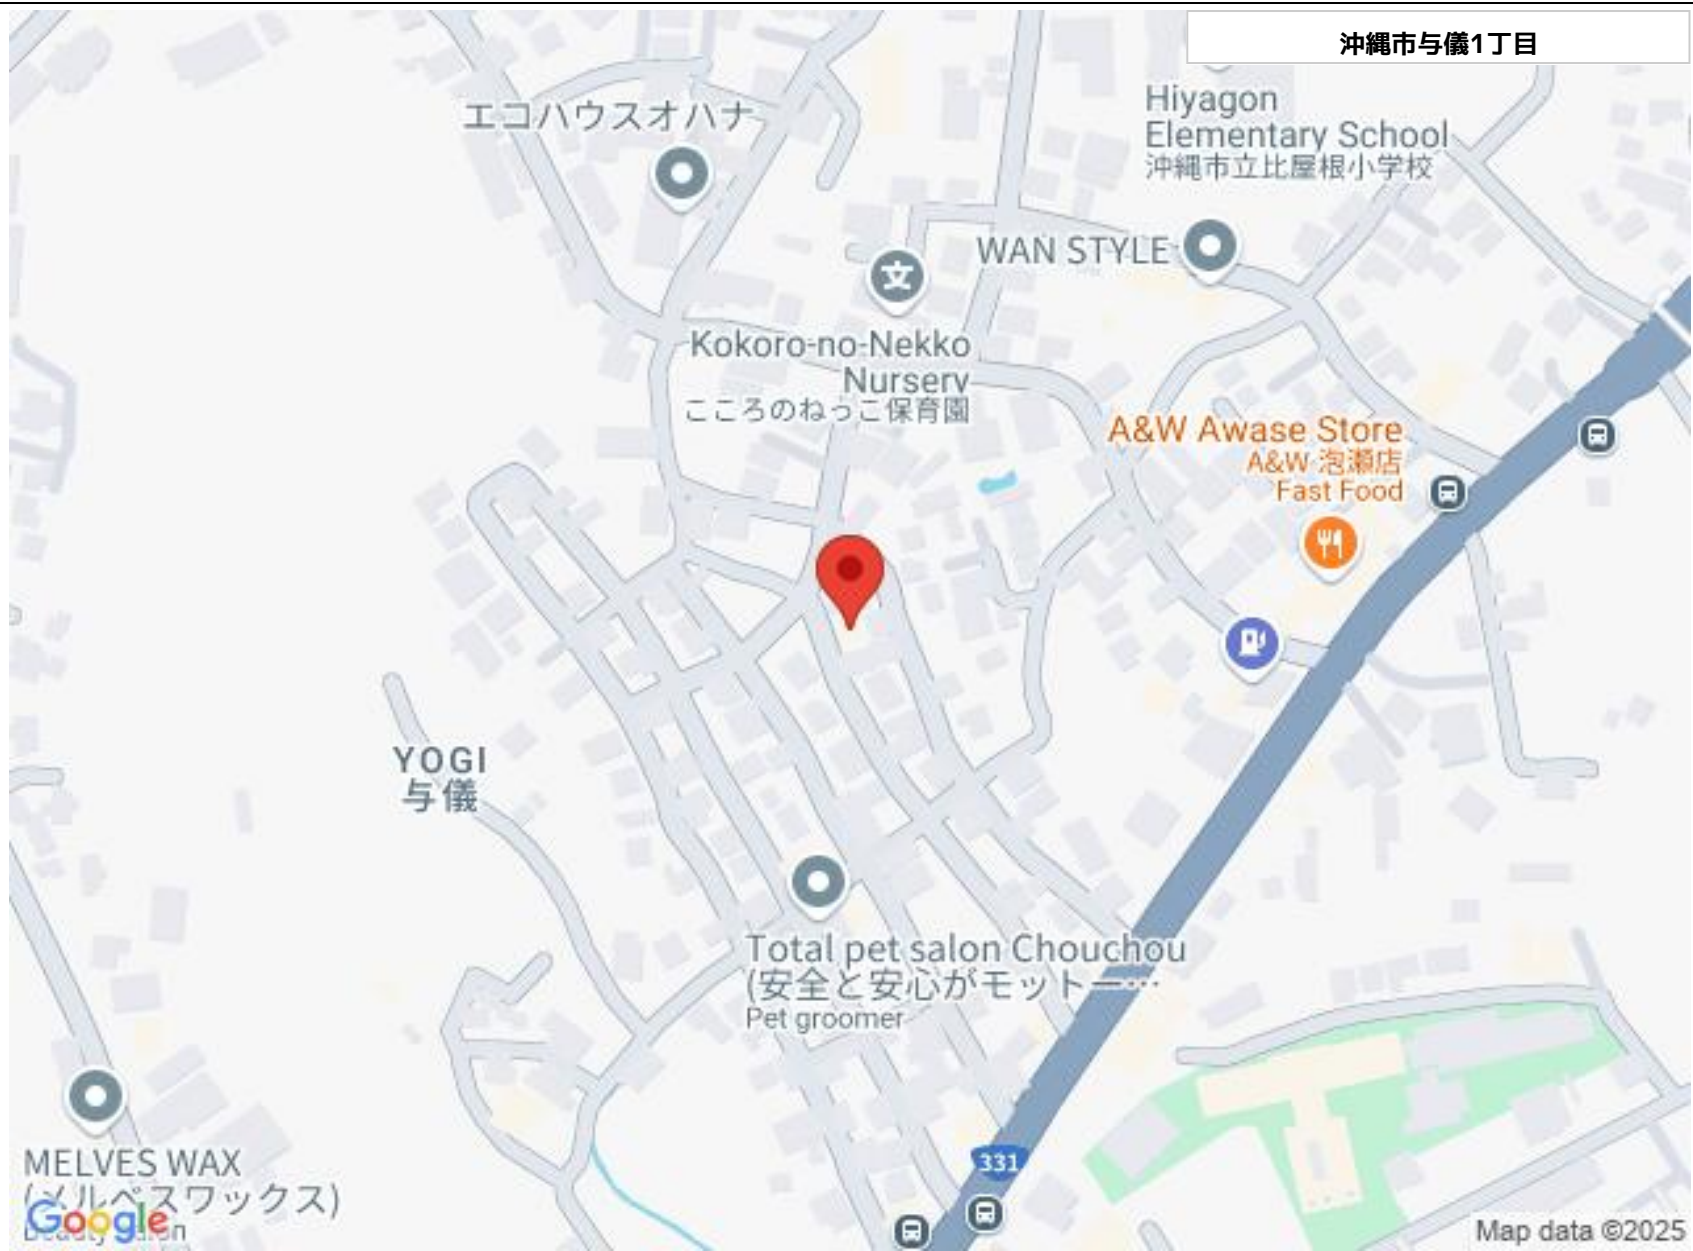 沖縄市与儀1丁目
エコハウスオハナ
Hiyagon
Elementary School
沖縄市立比屋根小学校
WAN STYLE
文
Kokoro-no-Nekko
Nursery
こころのねっこ保育園
A&W Awase Store
A&W 泡瀬店
Fast Food
YOGI
与儀
Total pet salon Chouchou
(安全と安心がモットー…
Pet groomer
MELVES WAX
(メルベスワックス)
331
Google
Map data ©2025